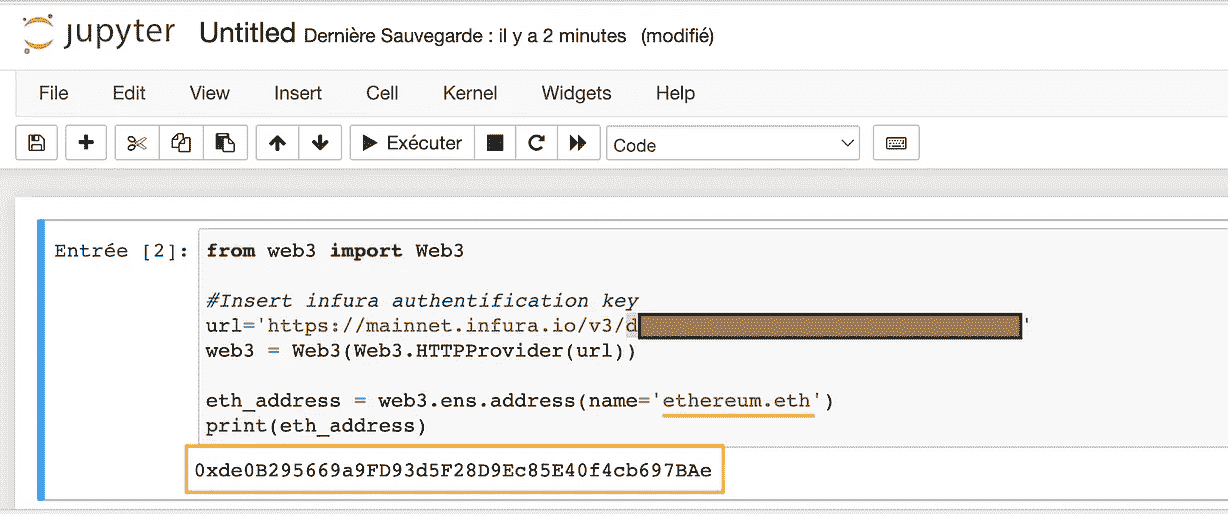 jupyter Untitled Dernière Sauvegarde : il y a 2 minutes (modifié)
File Edit View Insert Cell Kernel Widgets Help
Exécuter Code
Entrée [2]: from web3 import Web3
#Insert infura authentification key
url='https://mainnet.infura.io/v3/d'
web3 = Web3(Web3.HTTPProvider(url))
eth_address = web3.ens.address(name='ethereum.eth')
print(eth_address)
0xde0B295669a9FD93d5F28D9Ec85E40f4cb697BAe